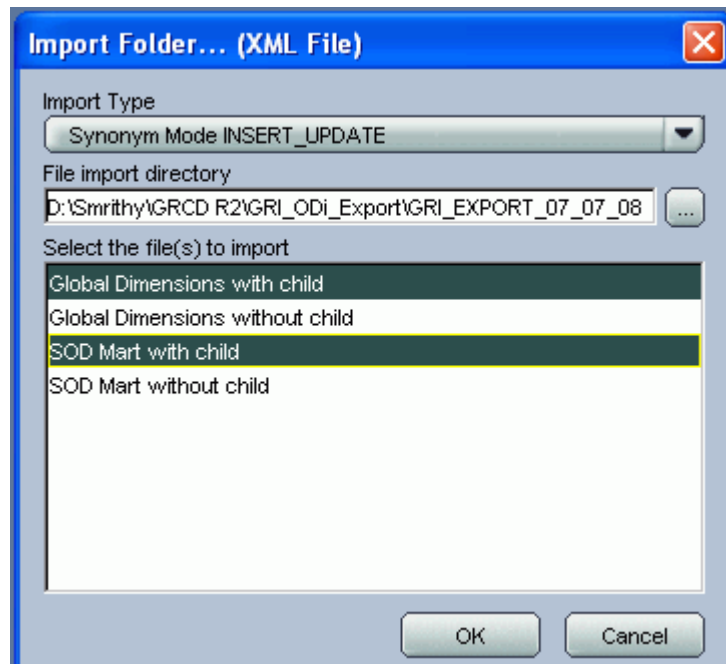 Import Folder... (XML File)
Import Type
Synonym Mode INSERT_UPDATE
File import directory
D:\Smrithy\GRCD R2\GRI_ODi_Export\GRI_EXPORT_07_07_08
...
Select the file(s) to import
Global Dimensions with child
Global Dimensions without child
SOD Mart with child
SOD Mart without child
OK Cancel